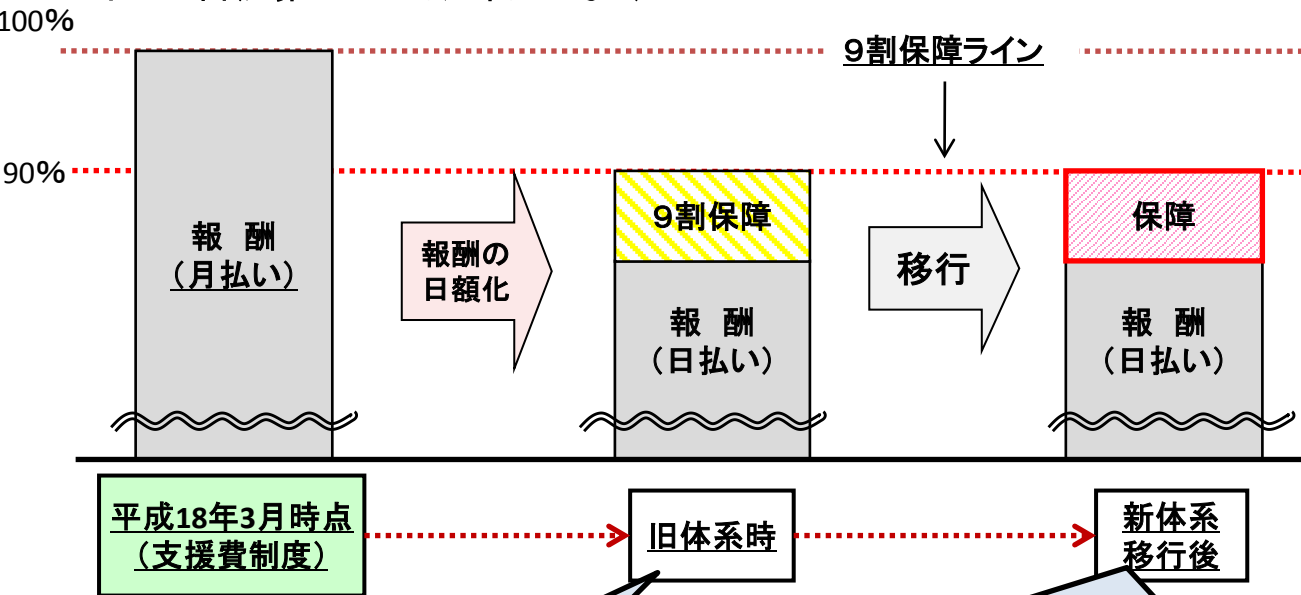 100%
９割保障ライン
90%
報 酬
（月払い）
報酬の
日額化
９割保障
報 酬
（日払い）
移行
保障
報 酬
（日払い）
平成18年3月時点
（支援費制度）
旧体系時
新体系
移行後